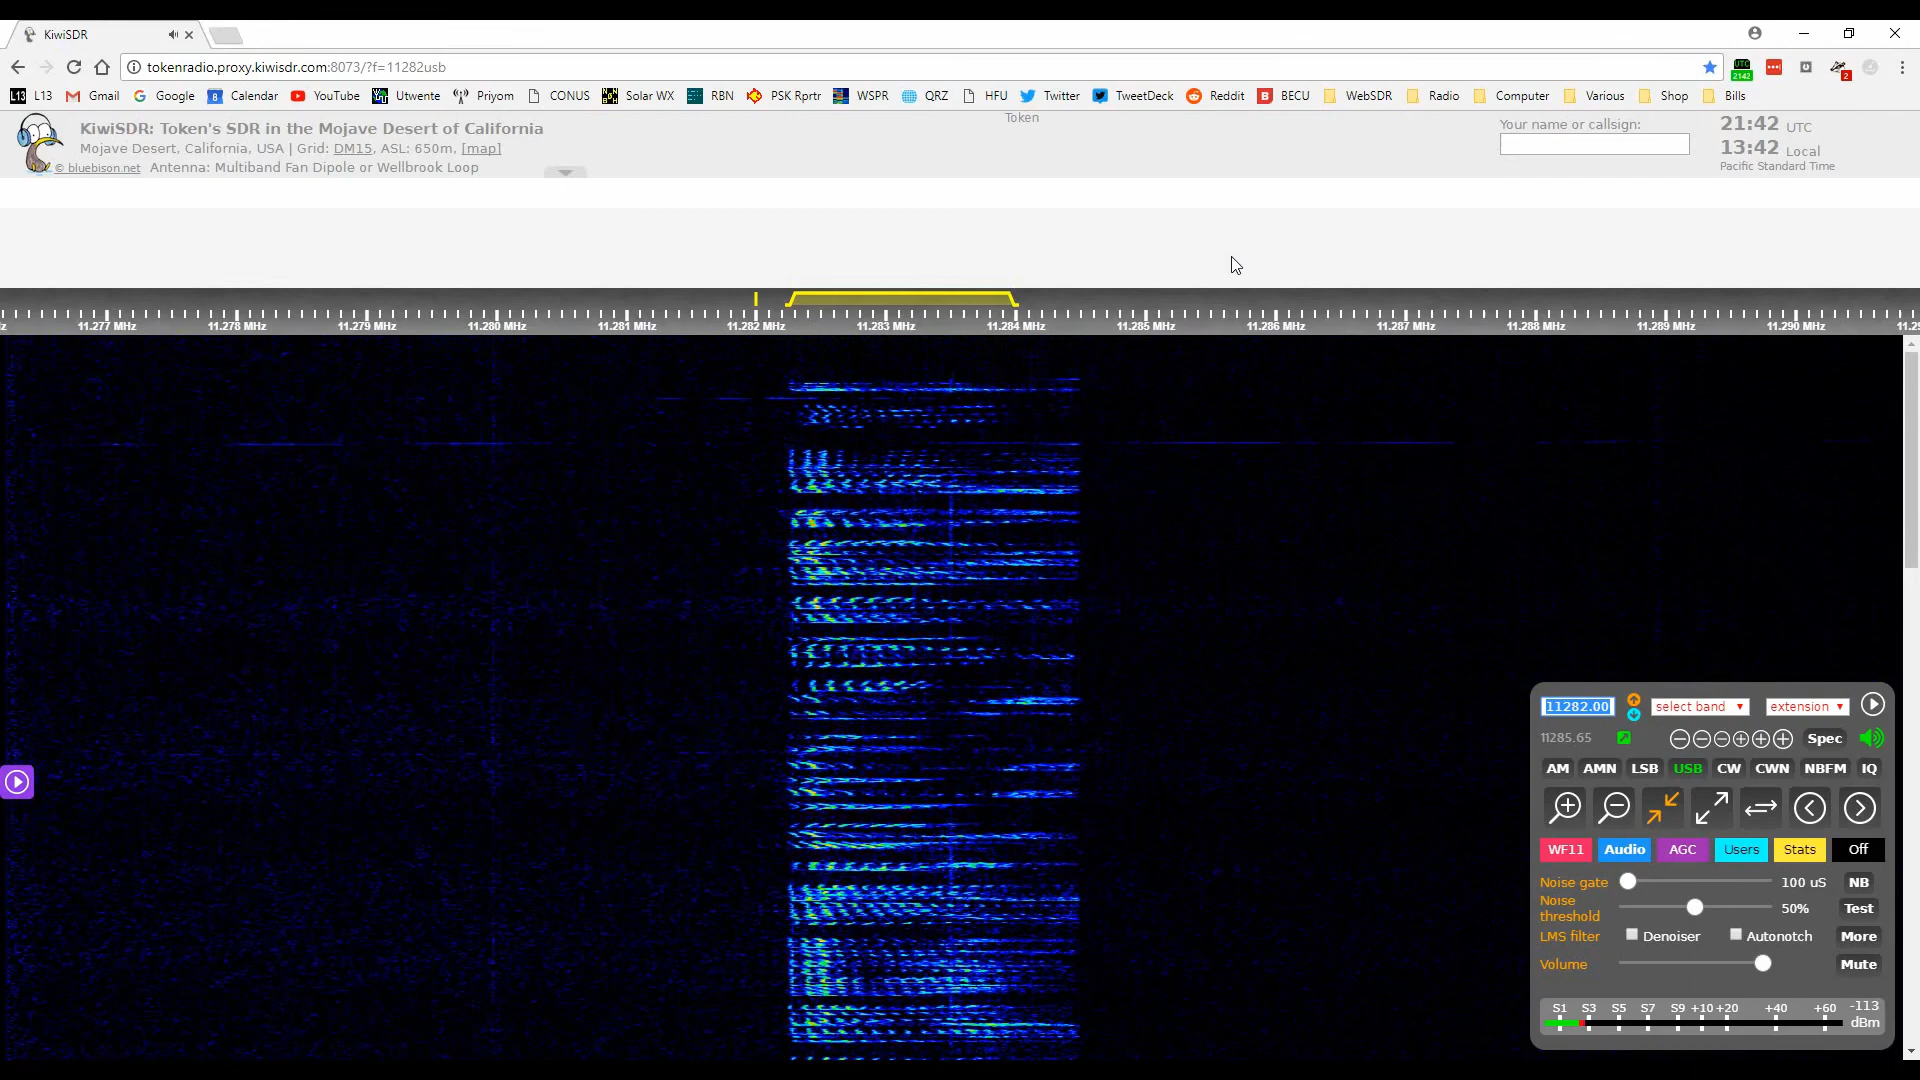 KiwiSDR
tokenradio.proxy.kiwisdr.com:8073/?f=11282usb
UTC
2142
2
L13 L13 Gmail Google 8 Calendar YouTube Utwente Priyom CONUS Solar WX RBN PSK Rprtr WSPR QRZ HFU Twitter TweetDeck Reddit B BECU WebSDR Radio Computer Various Shop Bills
KiwiSDR: Token's SDR in the Mojave Desert of California
Mojave Desert, California, USA | Grid: DM15, ASL: 650m, [map]
© bluebison.net Antenna: Multiband Fan Dipole or Wellbrook Loop
Token
Your name or callsign:
21:42 UTC
13:42 Local
Pacific Standard Time
11.277 MHz 11.278 MHz 11.279 MHz 11.280 MHz 11.281 MHz 11.282 MHz 11.283 MHz 11.284 MHz 11.285 MHz 11.286 MHz 11.287 MHz 11.288 MHz 11.289 MHz 11.290 MHz
11282.00 select band extension
11285.65 Spec
AM AMN LSB USB CW CWN NBFM IQ
WF11 Audio AGC Users Stats Off
Noise gate 100 uS NB
Noise threshold 50% Test
LMS filter Denoiser Autonotch More
Volume Mute
S1 S3 S5 S7 S9 +10 +20 +40 +60 -113 dBm